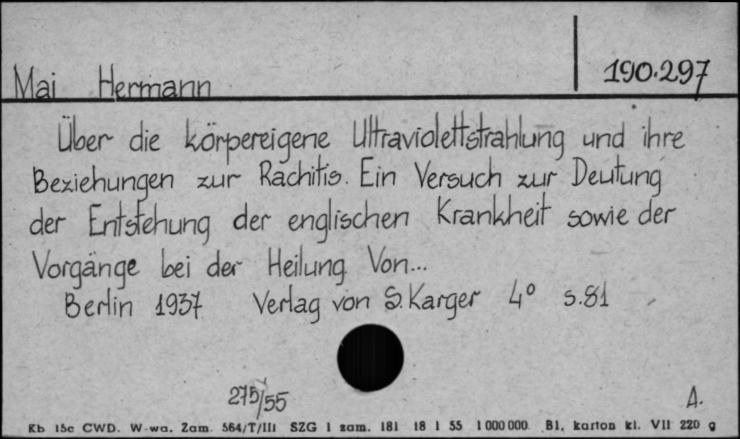 Mai Hermann
190.297
Über die körpereigene Ultraviolettstrahlung und ihre
Beziehungen zur Rachitis. Ein Versuch zur Deutung
der Entstehung der englischen Krankheit sowie der
Vorgänge bei der Heilung. Von...
Berlin 1937 Verlag von S. Karger 4° s. 81
275/55
A.
Kb 15c CWD. W-wa. Zam. 564/T/III SZG 1 zam. 181 18 1 55 1 000 000. B1. karton kl. VII 220 g